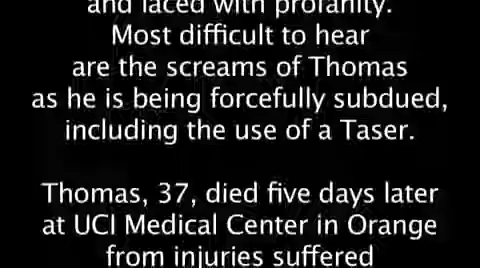 and laced with profanity.
Most difficult to hear
are the screams of Thomas
as he is being forcefully subdued,
including the use of a Taser.
Thomas, 37, died five days later
at UCI Medical Center in Orange
from injuries suffered